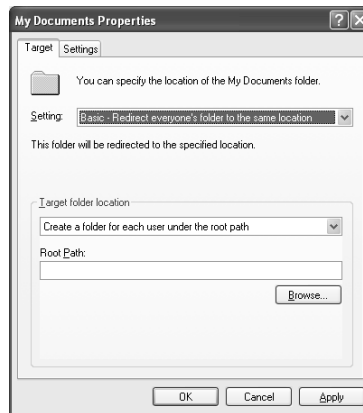 My Documents Properties
Target Settings
You can specify the location of the My Documents folder.
Setting: Basic - Redirect everyone's folder to the same location
This folder will be redirected to the specified location.
Target folder location
Create a folder for each user under the root path
Root Path:
Browse...
OK Cancel Apply